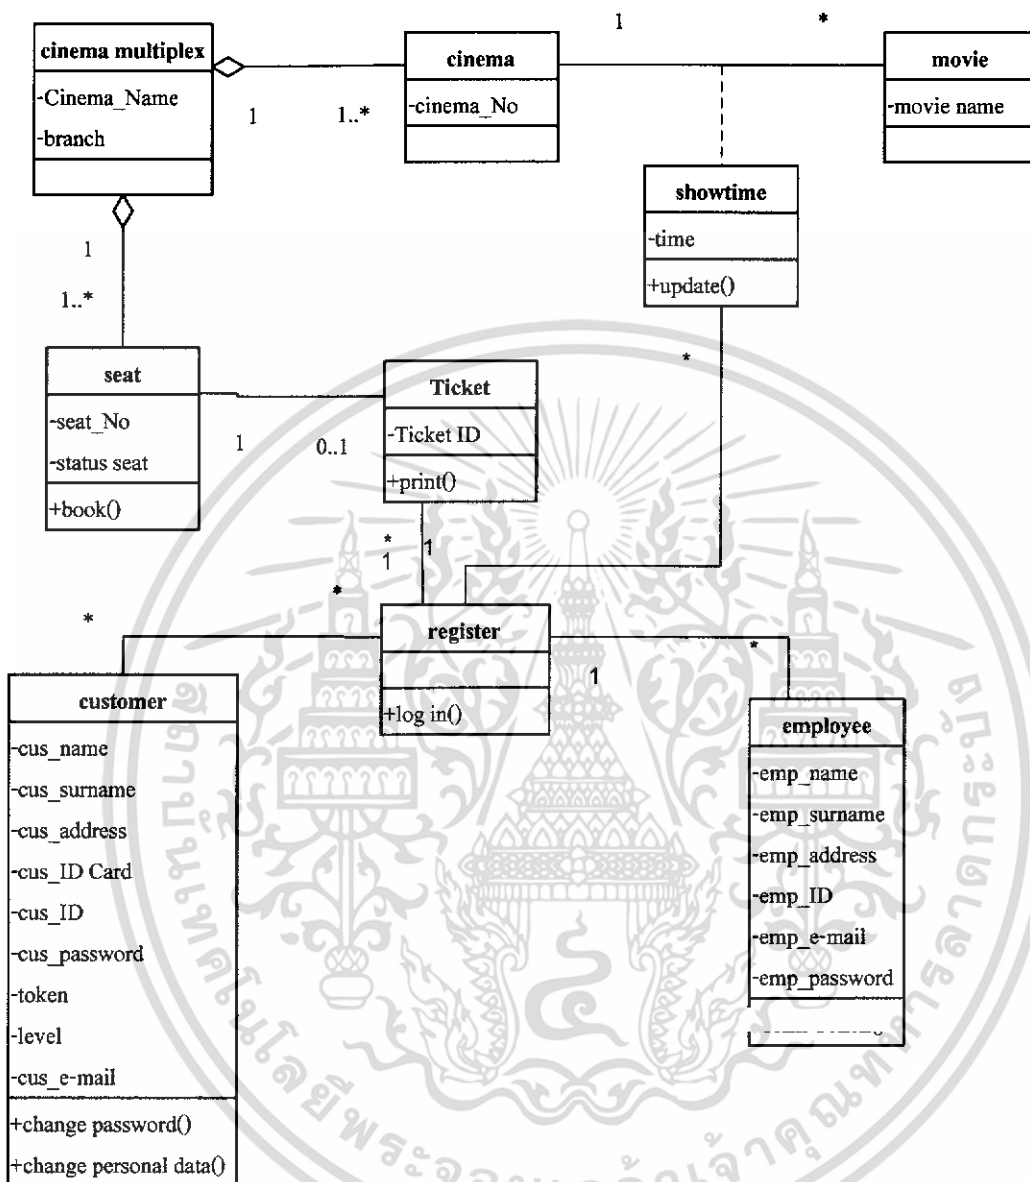 cinema multiplex
-Cinema_Name
-branch
1
1..*
cinema
-cinema_No
1
*
movie
-movie name
showtime
-time
+update()
*
1
1..*
seat
-seat_No
-status seat
+book()
1
0..1
Ticket
-Ticket ID
+print()
*
1
1
*
*
register
+log in()
1
*
customer
-cus_name
-cus_surname
-cus_address
-cus_ID Card
-cus_ID
-cus_password
-token
-level
-cus_e-mail
+change password()
+change personal data()
employee
-emp_name
-emp_surname
-emp_address
-emp_ID
-emp_e-mail
-emp_password